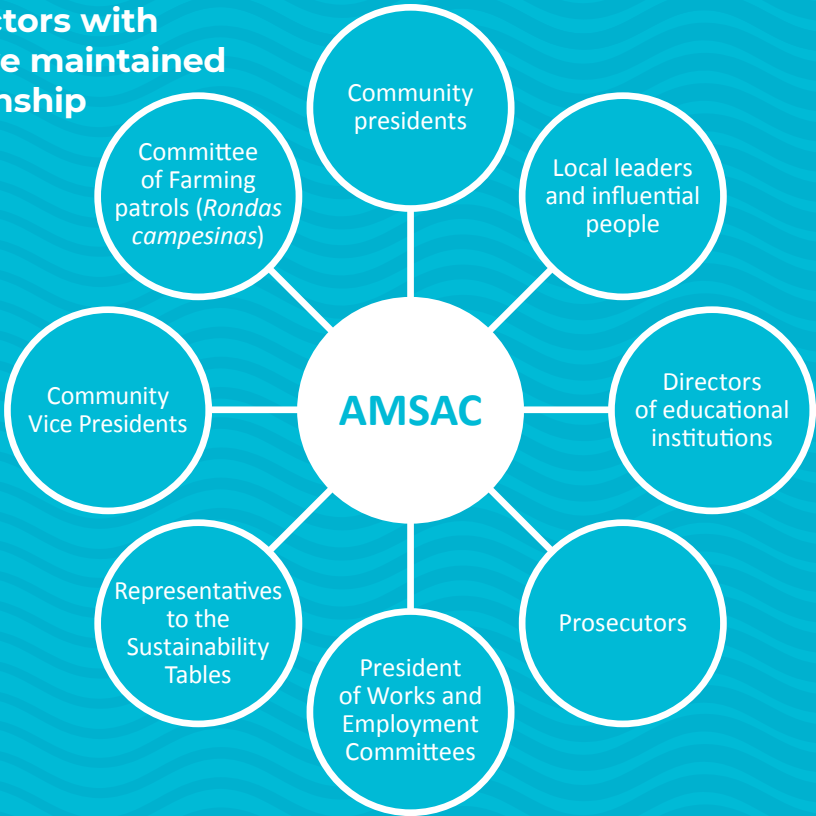 ctors with
e maintained
nship
Community
presidents
Local leaders
and influential
people
Directors
of educational
institutions
Prosecutors
President
of Works and
Employment
Committees
Representatives
to the
Sustainability
Tables
Community
Vice Presidents
Committee
of Farming
patrols (Rondas
campesinas)
AMSAC